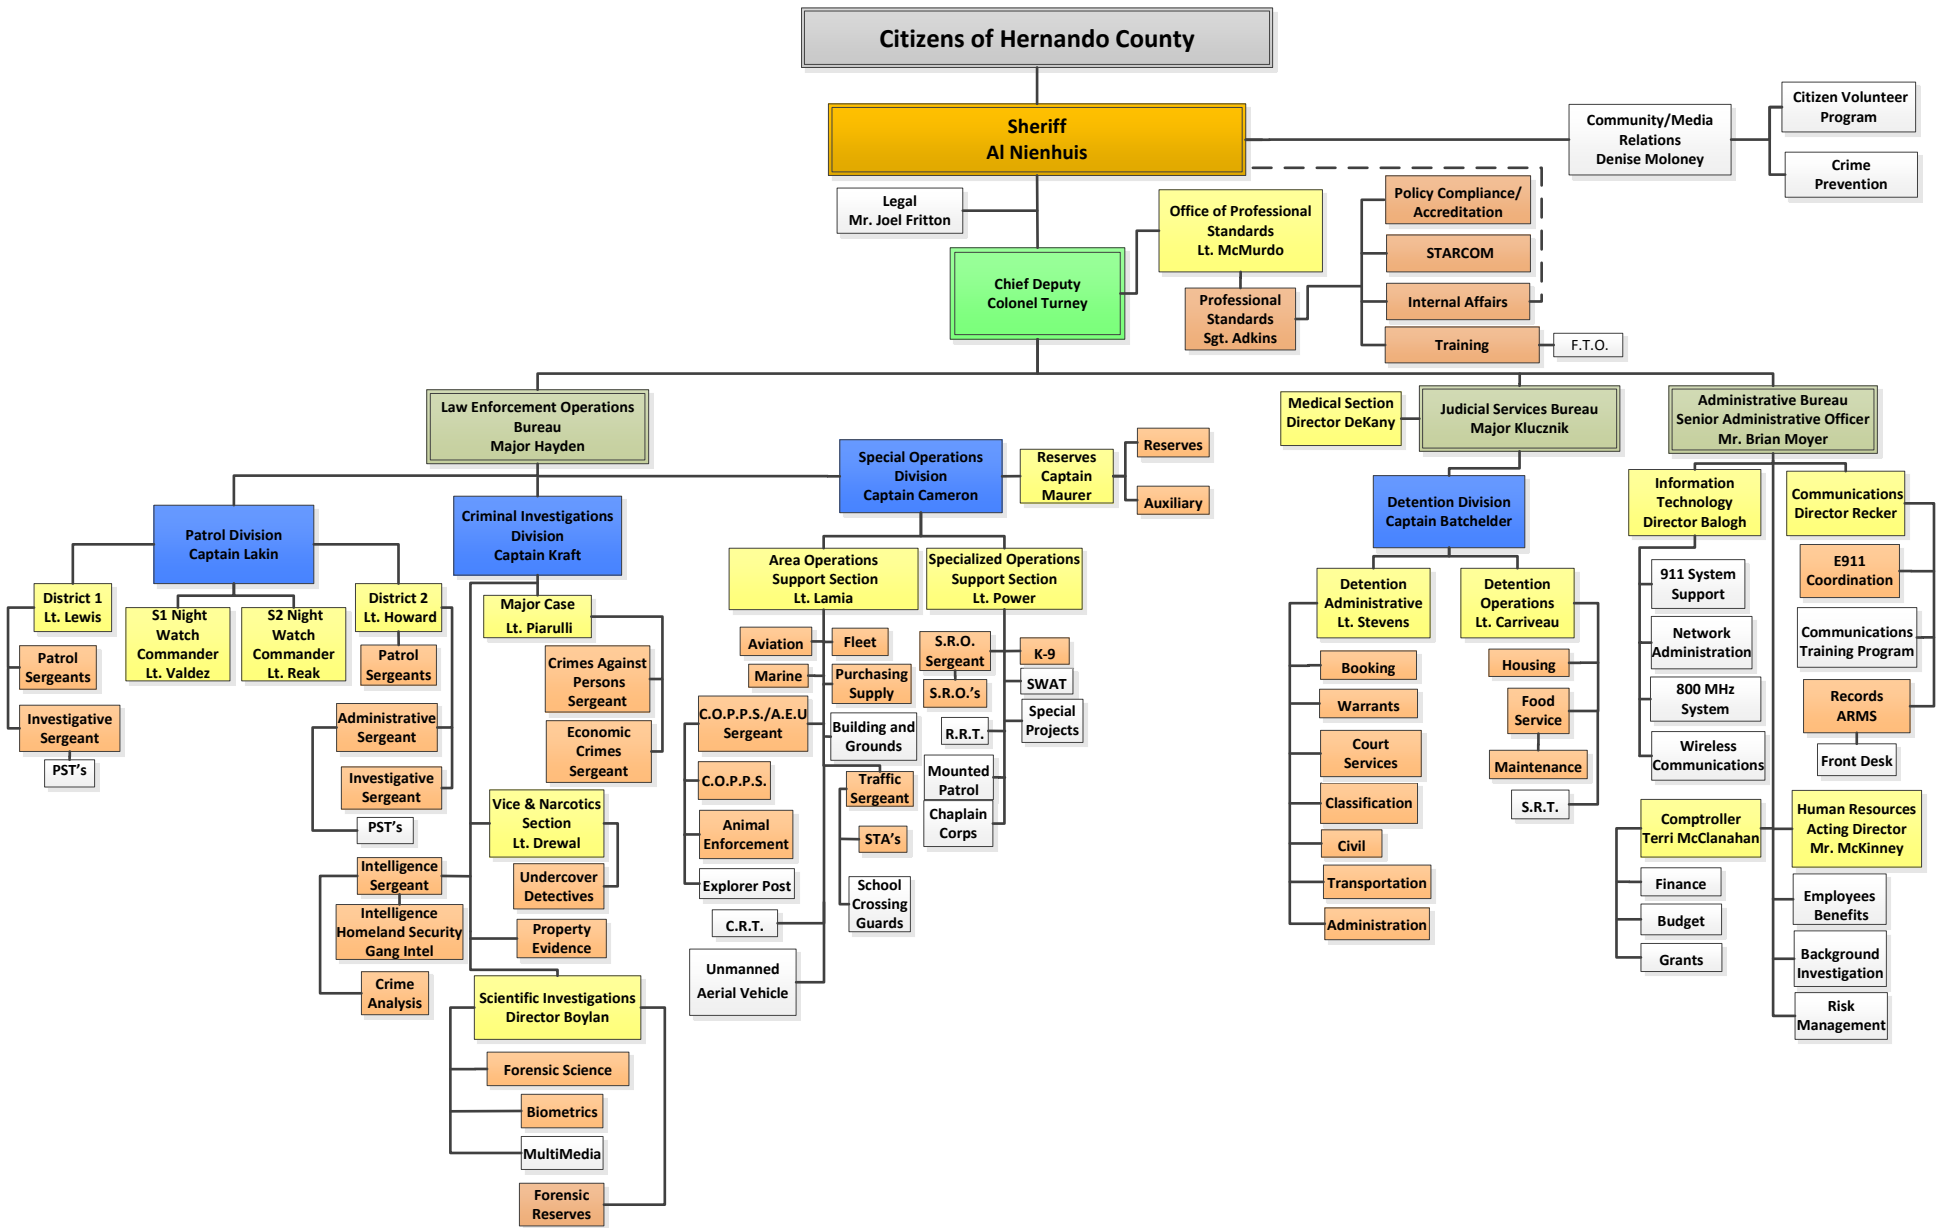 Citizens of Hernando County
Sheriff
Al Nienhuis
Community/Media
Relations
Denise Moloney
Citizen Volunteer
Program
Crime
Prevention
Legal
Mr. Joel Fritton
Office of Professional
Standards
Lt. McMurdo
Policy Compliance/
Accreditation
STARCOM
Internal Affairs
Training
F.T.O.
Chief Deputy
Colonel Turney
Professional
Standards
Sgt. Adkins
Law Enforcement Operations
Bureau
Major Hayden
Medical Section
Director DeKany
Judicial Services Bureau
Major Klucznik
Administrative Bureau
Senior Administrative Officer
Mr. Brian Moyer
Special Operations
Division
Captain Cameron
Reserves
Captain
Maurer
Reserves
Auxiliary
Patrol Division
Captain Lakin
Criminal Investigations
Division
Captain Kraft
Detention Division
Captain Batchelder
Information
Technology
Director Balogh
Communications
Director Recker
District 1
Lt. Lewis
S1 Night
Watch
Commander
Lt. Valdez
S2 Night
Watch
Commander
Lt. Reak
District 2
Lt. Howard
Patrol
Sergeants
Investigative
Sergeant
PST's
Patrol
Sergeants
Administrative
Sergeant
Investigative
Sergeant
PST's
Major Case
Lt. Piarulli
Crimes Against
Persons
Sergeant
Economic
Crimes
Sergeant
Vice & Narcotics
Section
Lt. Drewal
Undercover
Detectives
Intelligence
Sergeant
Intelligence
Homeland Security
Gang Intel
Crime
Analysis
Property
Evidence
Scientific Investigations
Director Boylan
Forensic Science
Biometrics
MultiMedia
Forensic
Reserves
Area Operations
Support Section
Lt. Lamia
Aviation
Fleet
Marine
Purchasing
Supply
C.O.P.P.S./A.E.U
Sergeant
Building and
Grounds
C.O.P.P.S.
Animal
Enforcement
Explorer Post
Traffic
Sergeant
STA's
School
Crossing
Guards
C.R.T.
Unmanned
Aerial Vehicle
Specialized Operations
Support Section
Lt. Power
S.R.O.
Sergeant
K-9
S.R.O.'s
SWAT
R.R.T.
Special
Projects
Mounted
Patrol
Chaplain
Corps
Detention
Administrative
Lt. Stevens
Booking
Warrants
Court
Services
Classification
Civil
Transportation
Administration
Detention
Operations
Lt. Carriveau
Housing
Food
Service
Maintenance
S.R.T.
911 System
Support
Network
Administration
800 MHz
System
Wireless
Communications
E911
Coordination
Communications
Training Program
Records
ARMS
Front Desk
Comptroller
Terri McClanahan
Finance
Budget
Grants
Human Resources
Acting Director
Mr. McKinney
Employees
Benefits
Background
Investigation
Risk
Management